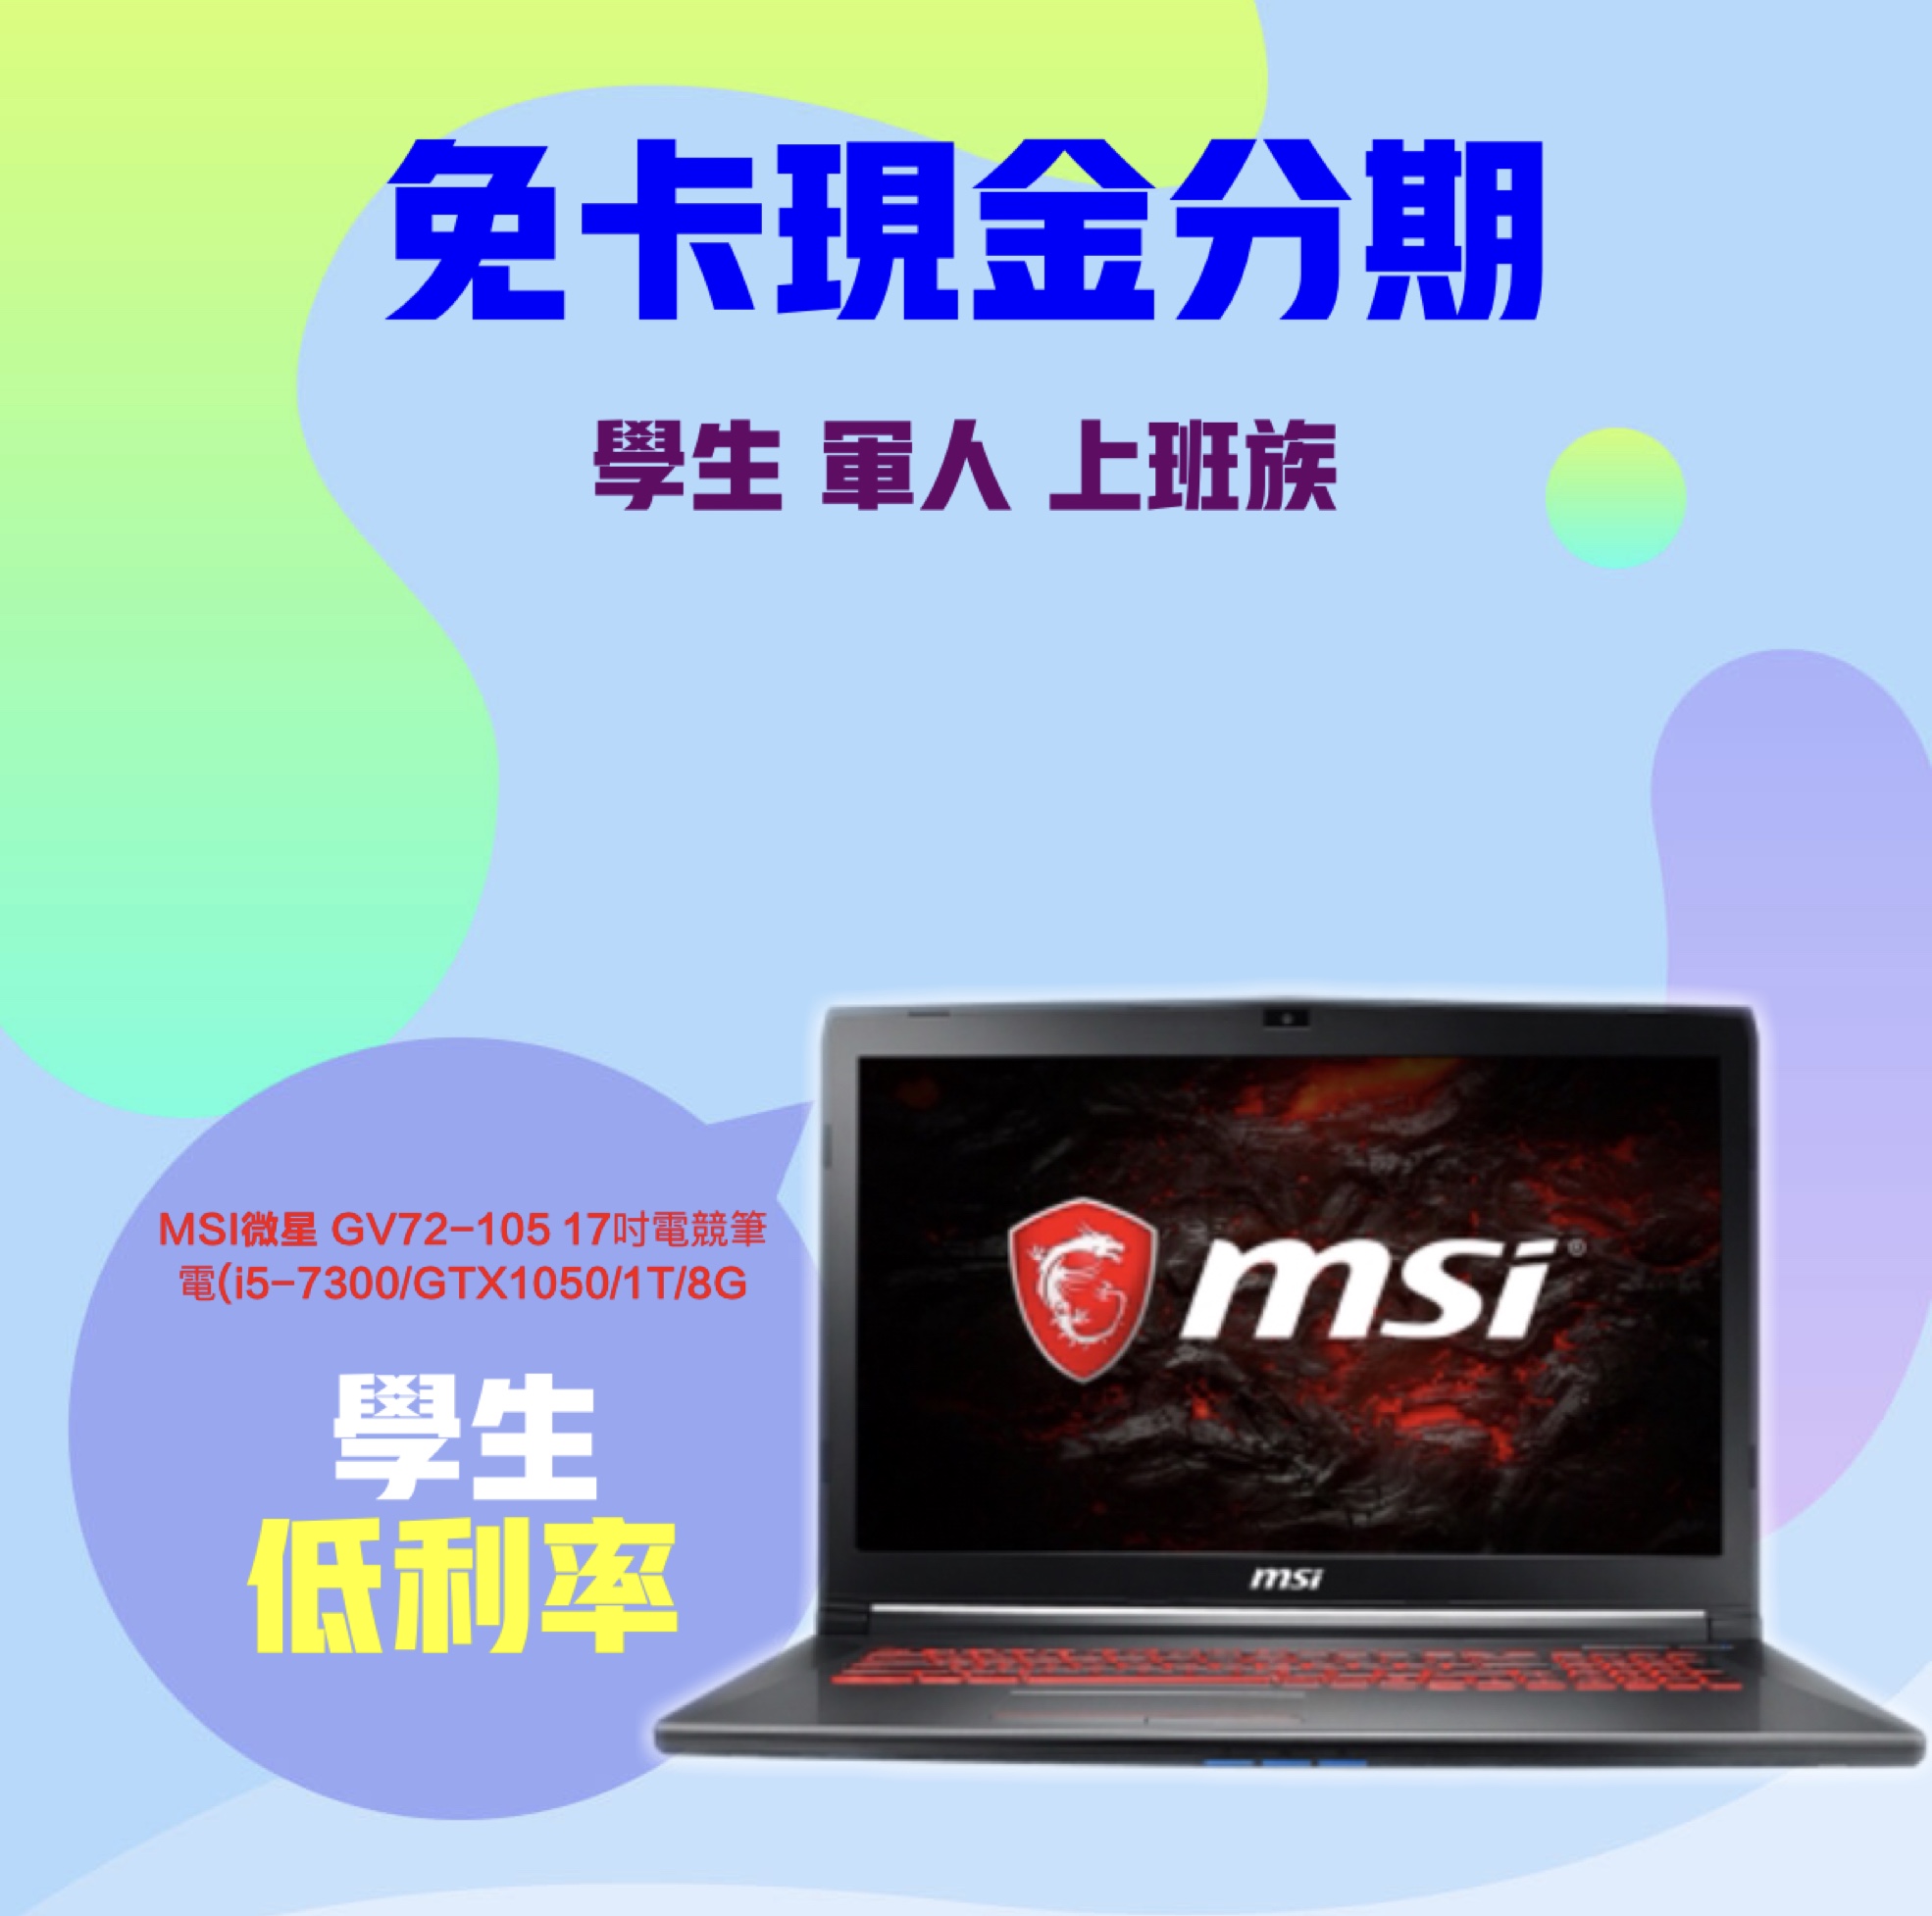 免卡現金分期
學生 軍人 上班族
MSI微星 GV72-105 17吋電競筆
電(i5-7300/GTX1050/1T/8G
學生
低利率
msi®
msi